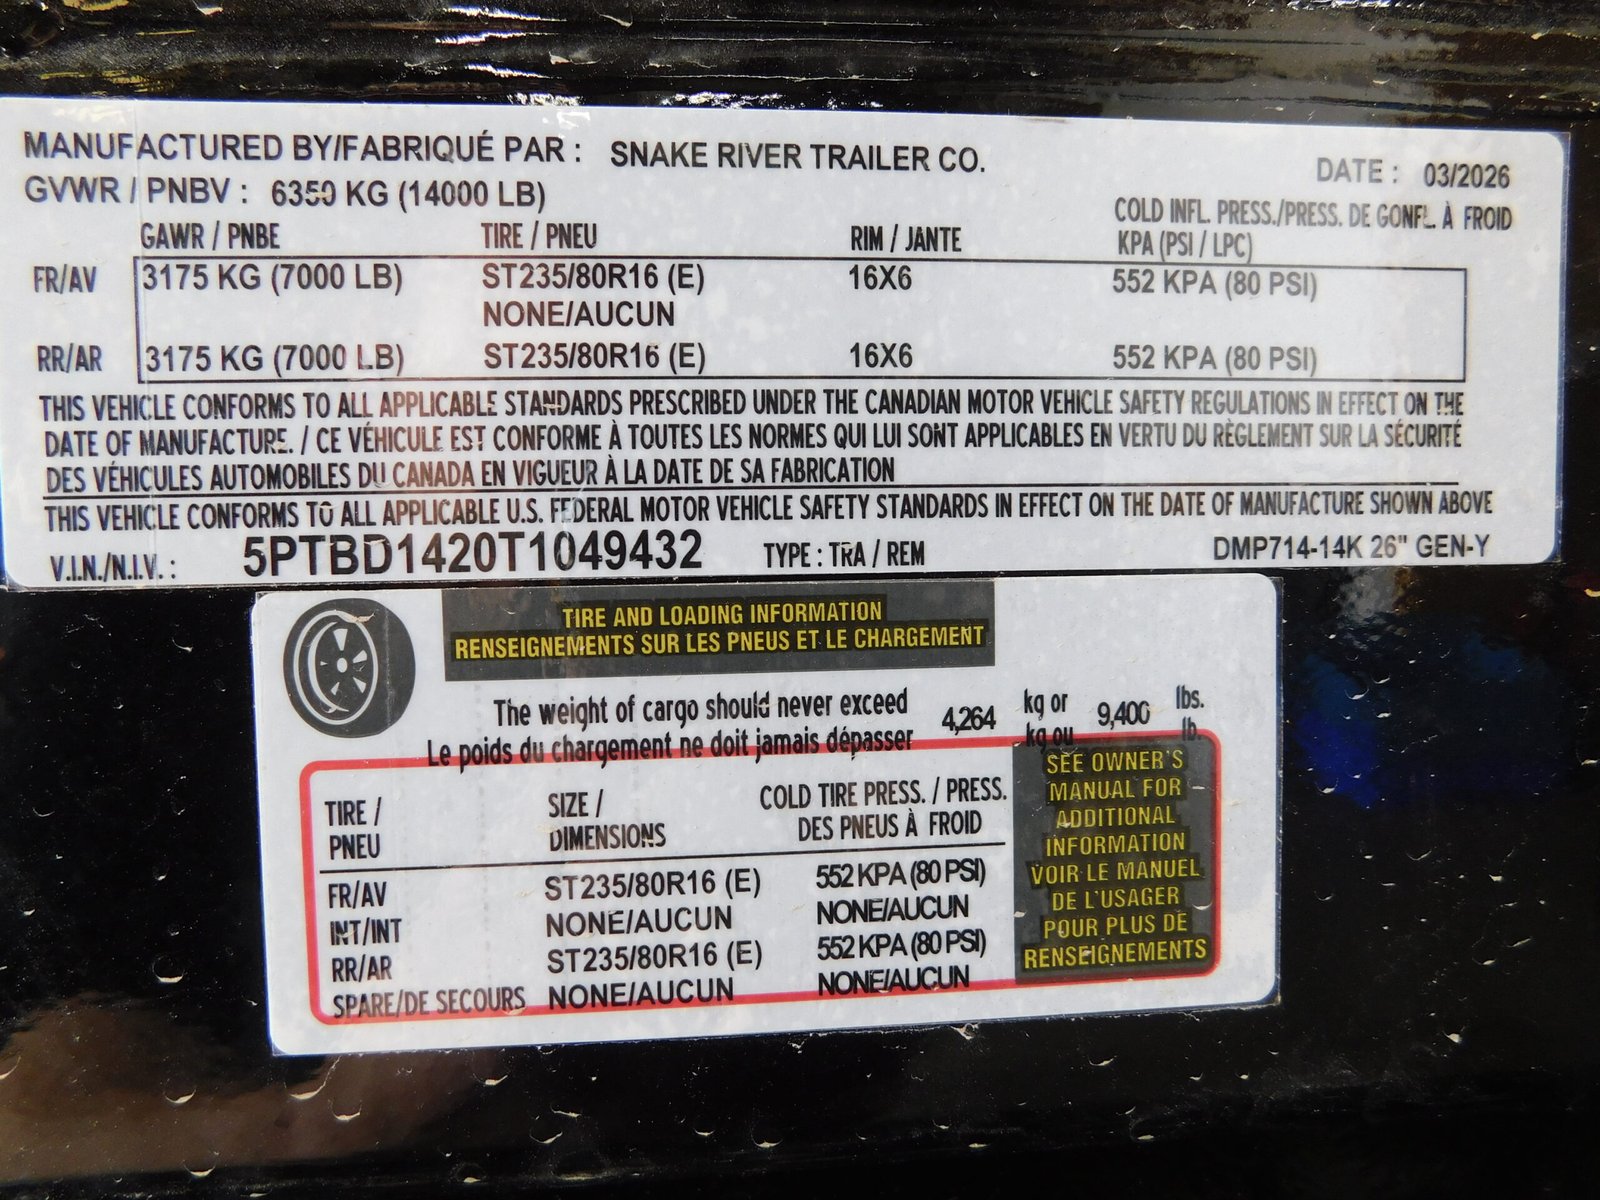 MANUFACTURED BY/FABRIQUÉ PAR : SNAKE RIVER TRAILER CO. DATE : 03/2026
GVWR / PNBV : 6350 KG (14000 LB)
GAWR / PNBE TIRE / PNEU RIM / JANTE COLD INFL. PRESS./PRESS. DE GONFL. À FROID
KPA (PSI / LPC)
FR/AV 3175 KG (7000 LB) ST235/80R16 (E) 16X6 552 KPA (80 PSI)
NONE/AUCUN
RR/AR 3175 KG (7000 LB) ST235/80R16 (E) 16X6 552 KPA (80 PSI)
THIS VEHICLE CONFORMS TO ALL APPLICABLE STANDARDS PRESCRIBED UNDER THE CANADIAN MOTOR VEHICLE SAFETY REGULATIONS IN EFFECT ON THE
DATE OF MANUFACTURE. / CE VÉHICULE EST CONFORME À TOUTES LES NORMES QUI LUI SONT APPLICABLES EN VERTU DU RÈGLEMENT SUR LA SÉCURITÉ
DES VÉHICULES AUTOMOBILES DU CANADA EN VIGUEUR À LA DATE DE SA FABRICATION
THIS VEHICLE CONFORMS TO ALL APPLICABLE U.S. FEDERAL MOTOR VEHICLE SAFETY STANDARDS IN EFFECT ON THE DATE OF MANUFACTURE SHOWN ABOVE
V.I.N./N.I.V. : 5PTBD1420T1049432 TYPE : TRA / REM DMP714-14K 26" GEN-Y
TIRE AND LOADING INFORMATION
RENSEIGNEMENTS SUR LES PNEUS ET LE CHARGEMENT
The weight of cargo should never exceed 4,264 kg or 9,400 lbs.
Le poids du chargement ne doit jamais dépasser kg ou lb.
TIRE / PNEU
SIZE / DIMENSIONS
COLD TIRE PRESS. / PRESS. DES PNEUS À FROID
FR/AV ST235/80R16 (E) 552 KPA (80 PSI)
INT/INT NONE/AUCUN NONE/AUCUN
RR/AR ST235/80R16 (E) 552 KPA (80 PSI)
SPARE/DE SECOURS NONE/AUCUN NONE/AUCUN
SEE OWNER'S
MANUAL FOR
ADDITIONAL
INFORMATION
VOIR LE MANUEL
DE L'USAGER
POUR PLUS DE
RENSEIGNEMENTS